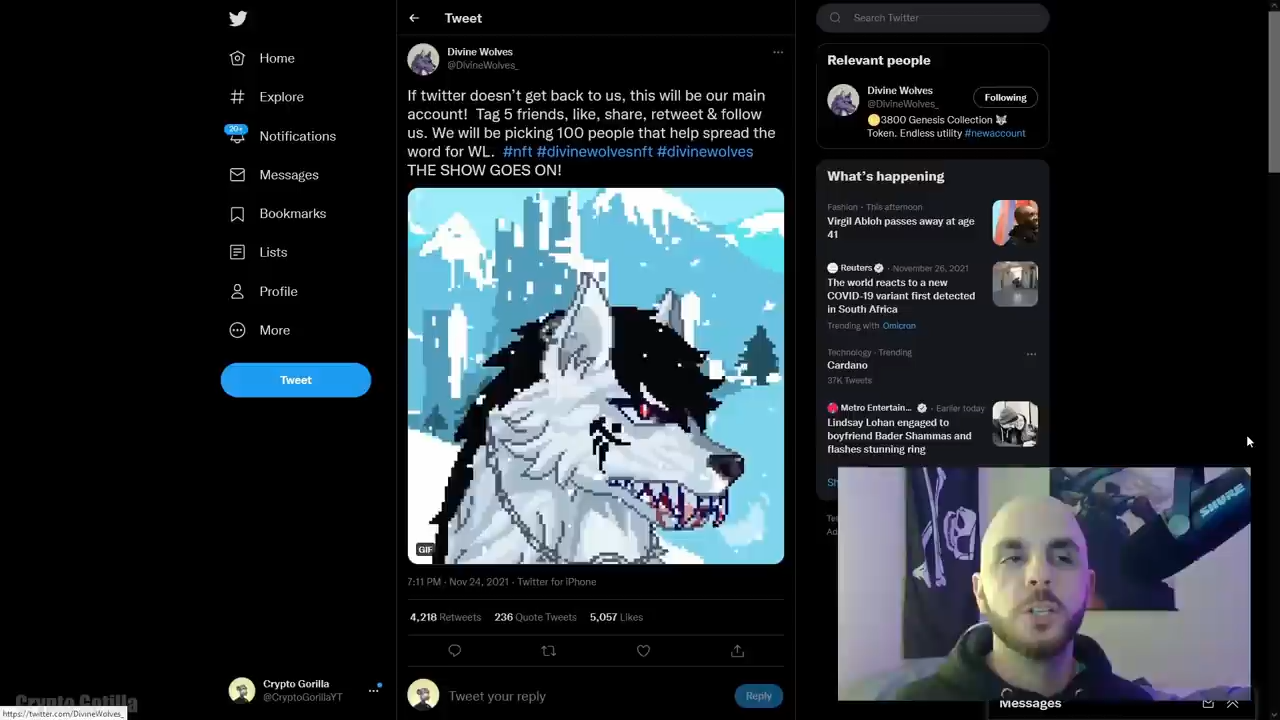 Home
Explore
20+
Notifications
Messages
Bookmarks
Lists
Profile
More
Tweet
Crypto Gorilla
@CryptoGorillaYT
Crypto Gorilla
https://twitter.com/DivineWolves_
Tweet
Divine Wolves
@DivineWolves_
If twitter doesn't get back to us, this will be our main
account! Tag 5 friends, like, share, retweet & follow
us. We will be picking 100 people that help spread the
word for WL. #nft #divinewolvesnft #divinewolves
THE SHOW GOES ON!
GIF
7:11 PM · Nov 24, 2021 · Twitter for iPhone
4,218 Retweets 236 Quote Tweets 5,057 Likes
Tweet your reply
Reply
Search Twitter
Relevant people
Divine Wolves
@DivineWolves_
Following
3800 Genesis Collection
Token. Endless utility #newaccount
What's happening
Fashion · This afternoon
Virgil Abloh passes away at age
41
Reuters · November 26, 2021
The world reacts to a new
COVID-19 variant first detected
in South Africa
Trending with Omicron
Technology · Trending
Cardano
37K Tweets
Metro Entertain... · Earlier today
Lindsay Lohan engaged to
boyfriend Bader Shammas and
flashes stunning ring
SHURE
Messages